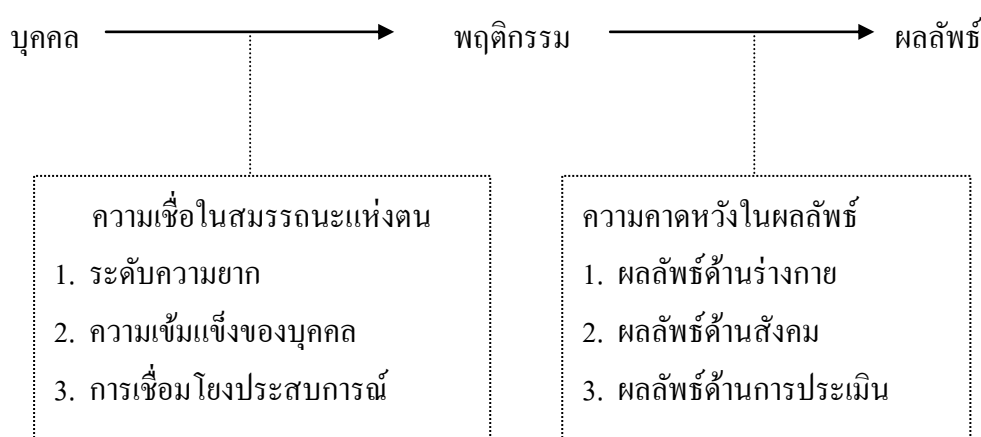 บุคคล พฤติกรรม ผลลัพธ์
ความเชื่อในสมรรถนะแห่งตน
1. ระดับความยาก
2. ความเข้มแข็งของบุคคล
3. การเชื่อมโยงประสบการณ์
ความคาดหวังในผลลัพธ์
1. ผลลัพธ์ด้านร่างกาย
2. ผลลัพธ์ด้านสังคม
3. ผลลัพธ์ด้านการประเมิน